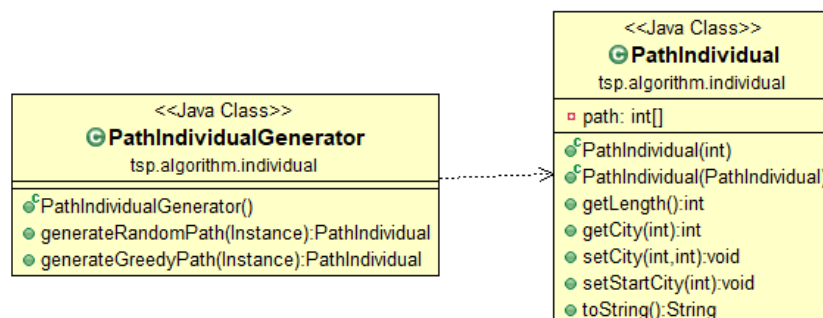 <<Java Class>>
PathIndividualGenerator
tsp.algorithm.individual
PathIndividualGenerator()
generateRandomPath(Instance):PathIndividual
generateGreedyPath(Instance):PathIndividual
<<Java Class>>
PathIndividual
tsp.algorithm.individual
path: int[]
PathIndividual(int)
PathIndividual(PathIndividual)
getLength():int
getCity(int):int
setCity(int,int):void
setStartCity(int):void
toString():String